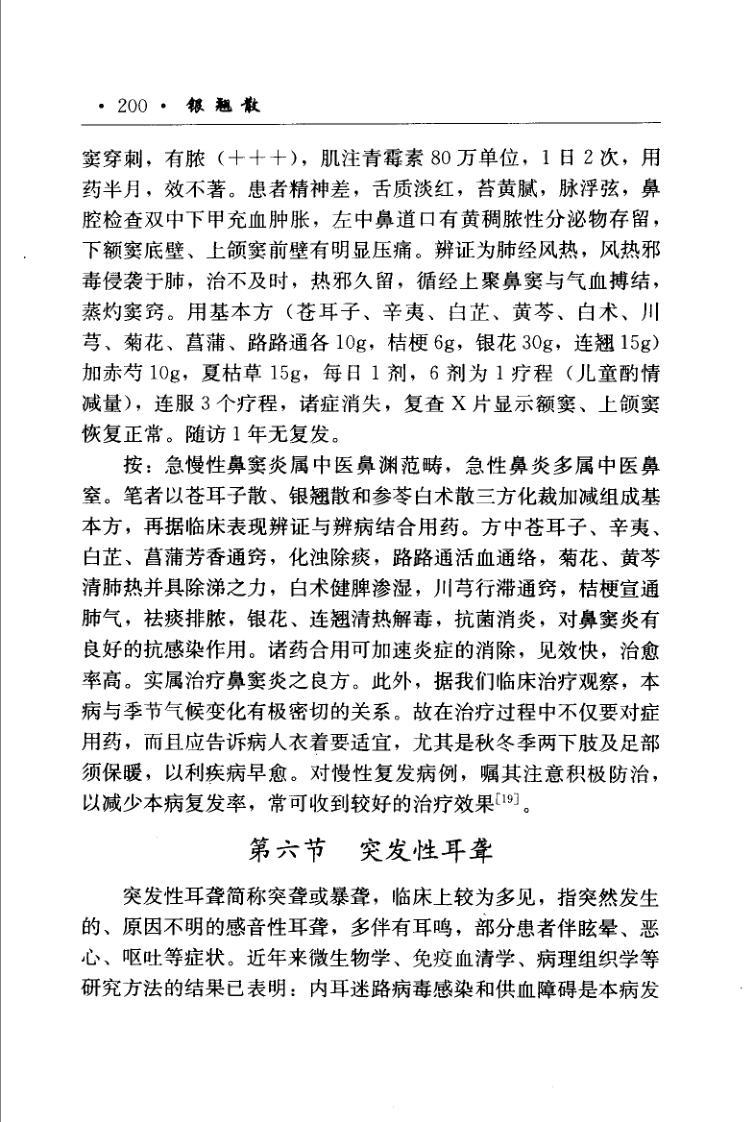 · 200 · 银翘散
窦穿刺，有脓（+++），肌注青霉素 80 万单位，1 日 2 次，用
药半月，效不著。患者精神差，舌质淡红，苔黄腻，脉浮弦，鼻
腔检查双中下甲充血肿胀，左中鼻道口有黄稠脓性分泌物存留，
下额窦底壁、上颌窦前壁有明显压痛。辨证为肺经风热，风热邪
毒侵袭于肺，治不及时，热邪久留，循经上聚鼻窦与气血搏结，
蒸灼窦窍。用基本方（苍耳子、辛夷、白芷、黄芩、白术、川
芎、菊花、菖蒲、路路通各 10g，桔梗 6g，银花 30g，连翘 15g）
加赤芍 10g，夏枯草 15g，每日 1 剂，6 剂为 1 疗程（儿童酌情
减量），连服 3 个疗程，诸症消失，复查 X 片显示额窦、上颌窦
恢复正常。随访 1 年无复发。
按：急慢性鼻窦炎属中医鼻渊范畴，急性鼻炎多属中医鼻
窒。笔者以苍耳子散、银翘散和参苓白术散三方化裁加减组成基
本方，再据临床表现辨证与辨病结合用药。方中苍耳子、辛夷、
白芷、菖蒲芳香通窍，化浊除痰，路路通活血通络，菊花、黄芩
清肺热并具除涕之力，白术健脾渗湿，川芎行滞通窍，桔梗宣通
肺气，祛痰排脓，银花、连翘清热解毒，抗菌消炎，对鼻窦炎有
良好的抗感染作用。诸药合用可加速炎症的消除，见效快，治愈
率高。实属治疗鼻窦炎之良方。此外，据我们临床治疗观察，本
病与季节气候变化有极密切的关系。故在治疗过程中不仅要对症
用药，而且应告诉病人衣着要适宜，尤其是秋冬季两下肢及足部
须保暖，以利疾病早愈。对慢性复发病例，嘱其注意积极防治，
以减少本病复发率，常可收到较好的治疗效果[19]。
第六节 突发性耳聋
突发性耳聋简称突聋或暴聋，临床上较为多见，指突然发生
的、原因不明的感音性耳聋，多伴有耳鸣，部分患者伴眩晕、恶
心、呕吐等症状。近年来微生物学、免疫血清学、病理组织学等
研究方法的结果已表明：内耳迷路病毒感染和供血障碍是本病发